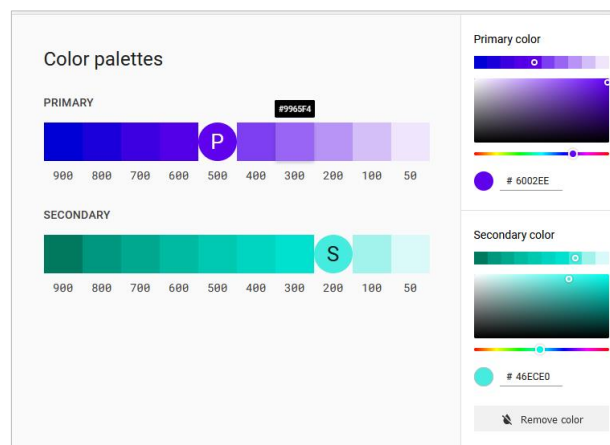 Color palettes
PRIMARY
#9965F4
P
900 800 700 600 500 400 300 200 100 50
SECONDARY
S
900 800 700 600 500 400 300 200 100 50
Primary color
# 6002EE
Secondary color
# 46ECE0
Remove color